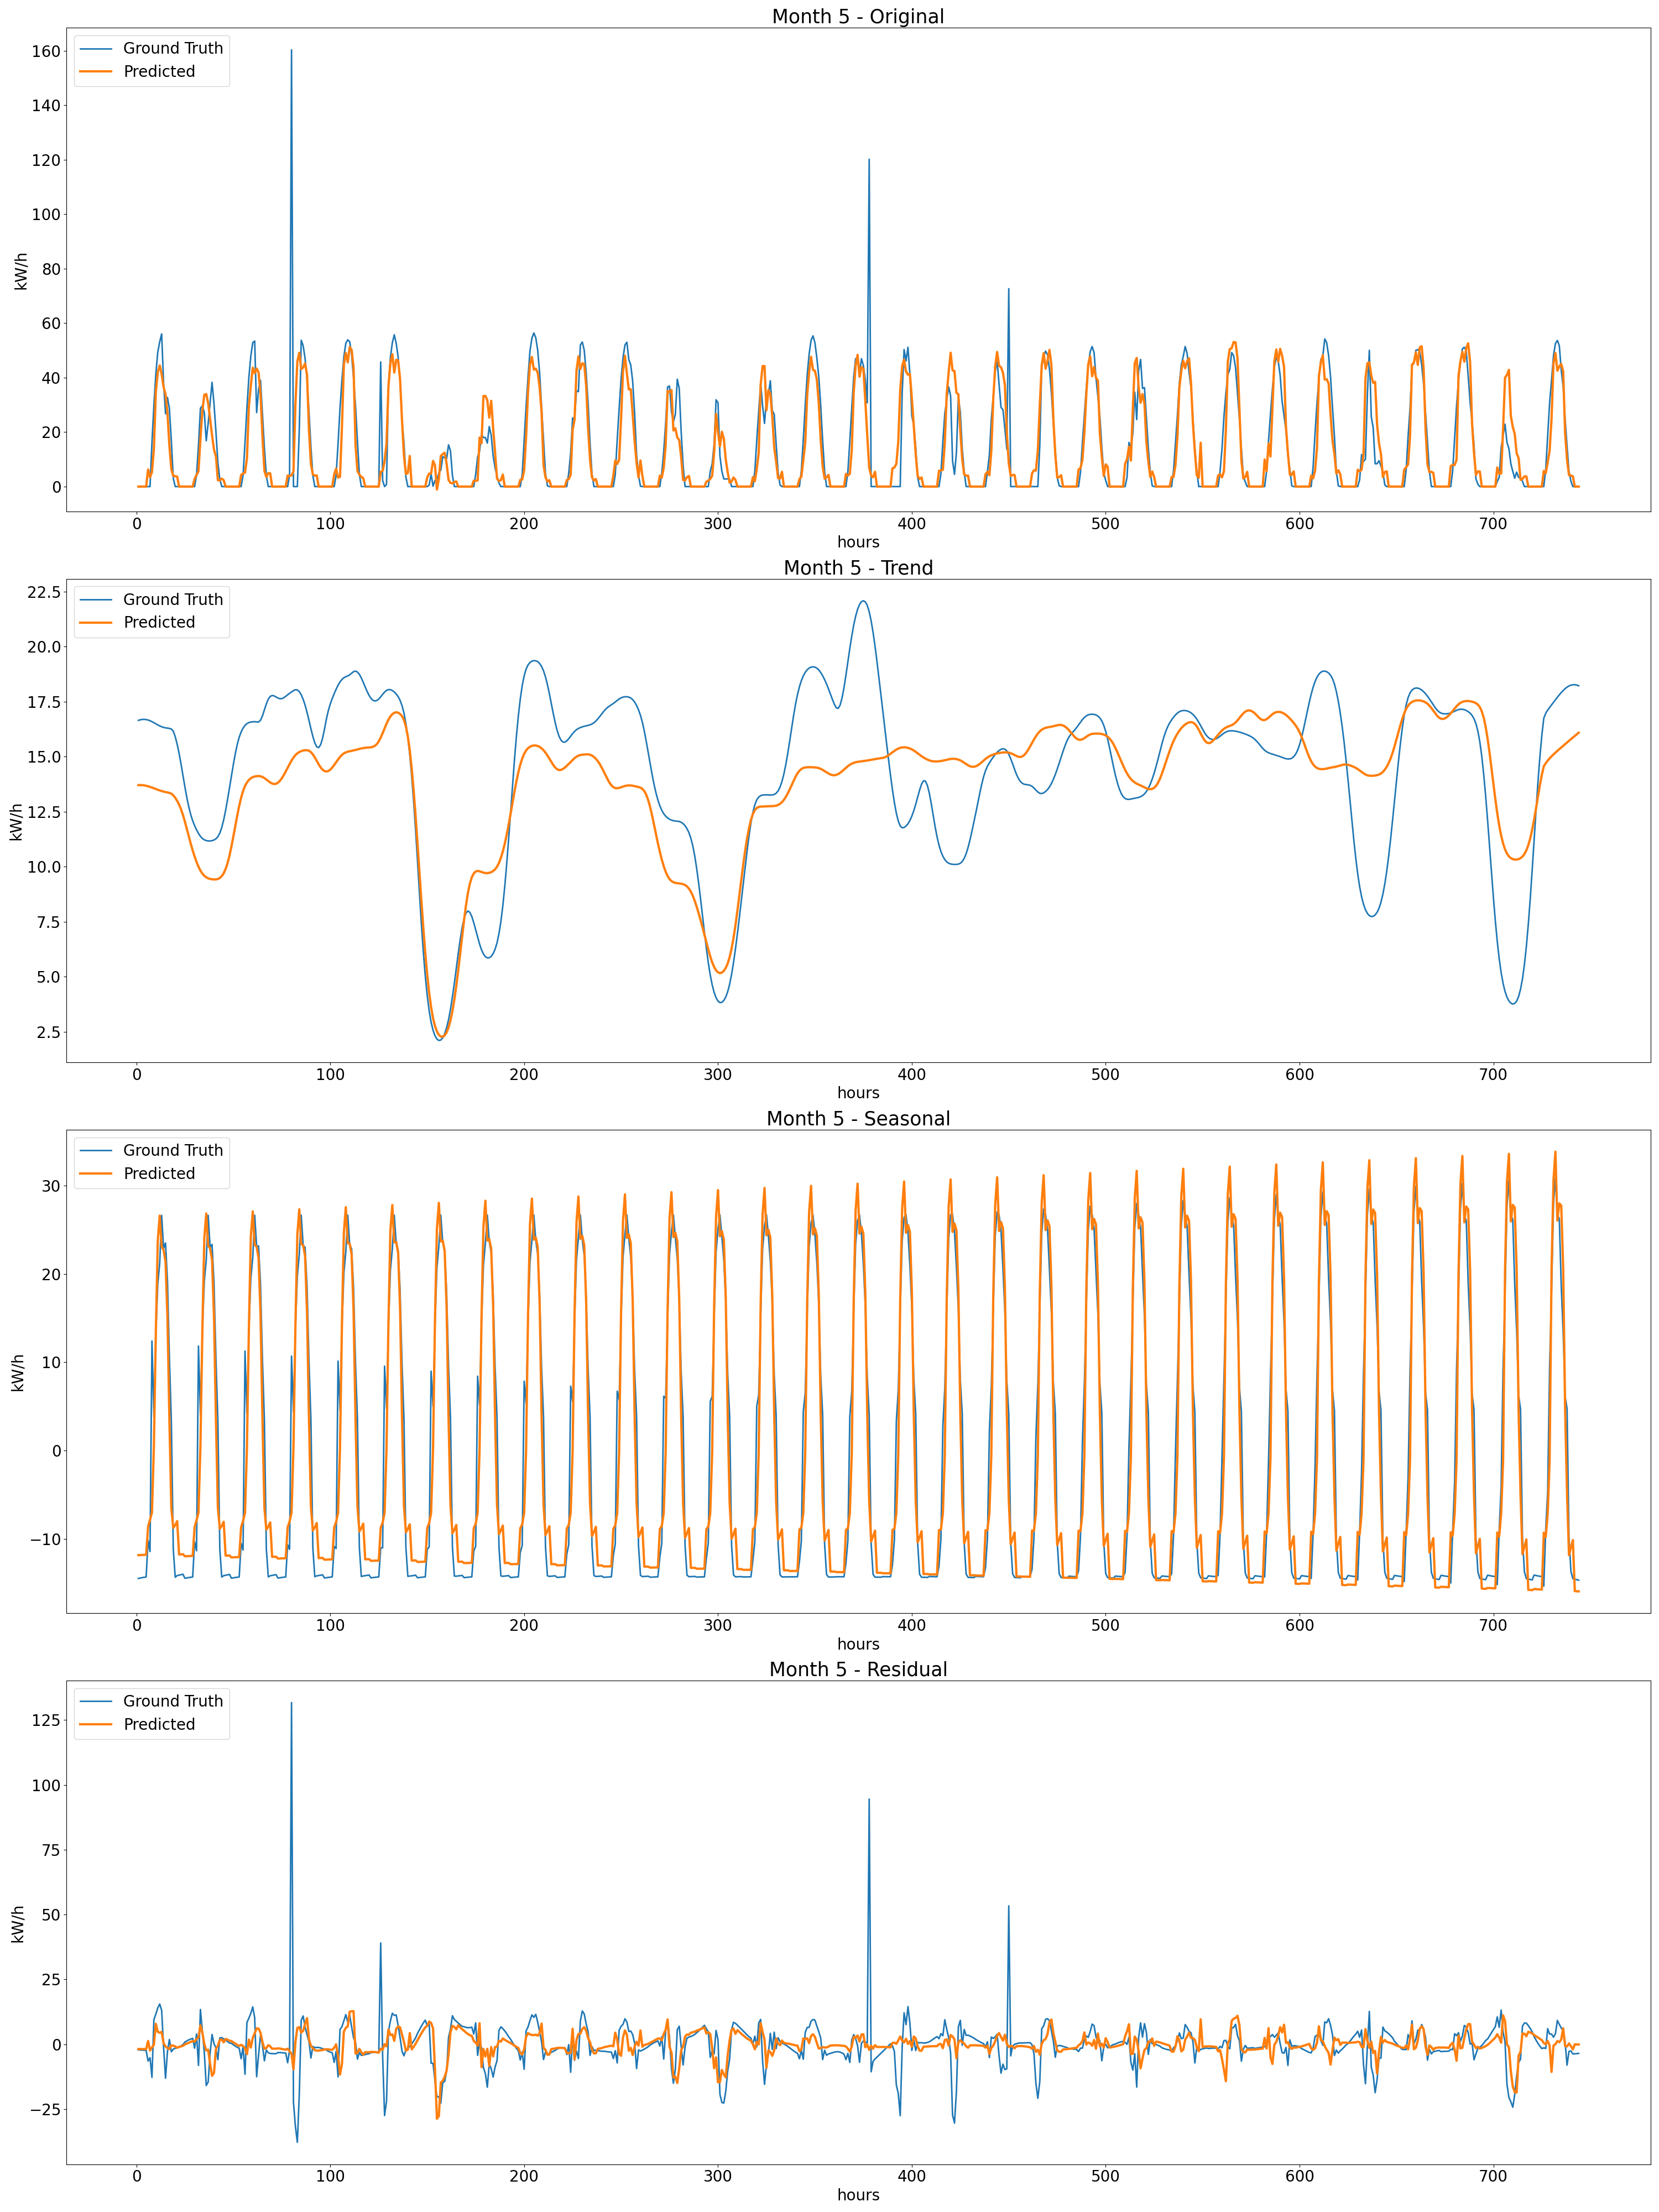 Month 5 - Original
Ground Truth
Predicted
kW/h
160
140
120
100
80
60
40
20
0
0 100 200 300 400 500 600 700
hours
Month 5 - Trend
Ground Truth
Predicted
kW/h
22.5
20.0
17.5
15.0
12.5
10.0
7.5
5.0
2.5
0 100 200 300 400 500 600 700
hours
Month 5 - Seasonal
Ground Truth
Predicted
kW/h
30
20
10
0
−10
0 100 200 300 400 500 600 700
hours
Month 5 - Residual
Ground Truth
Predicted
kW/h
125
100
75
50
25
0
−25
0 100 200 300 400 500 600 700
hours